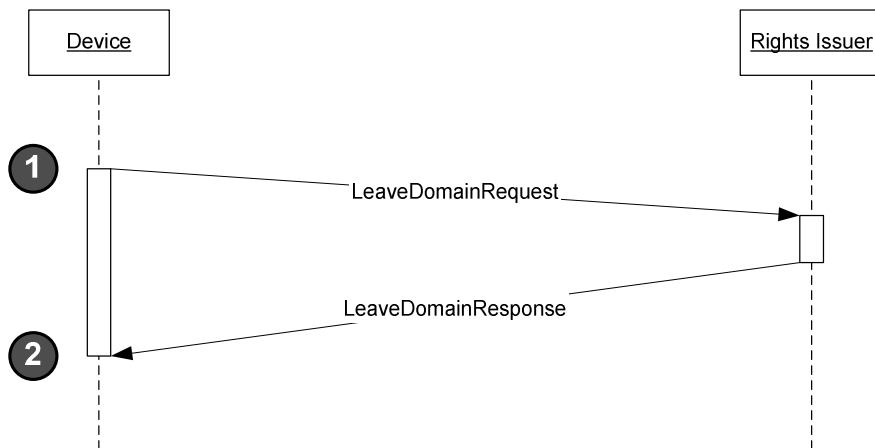 Device
Rights Issuer
1
LeaveDomainRequest
LeaveDomainResponse
2